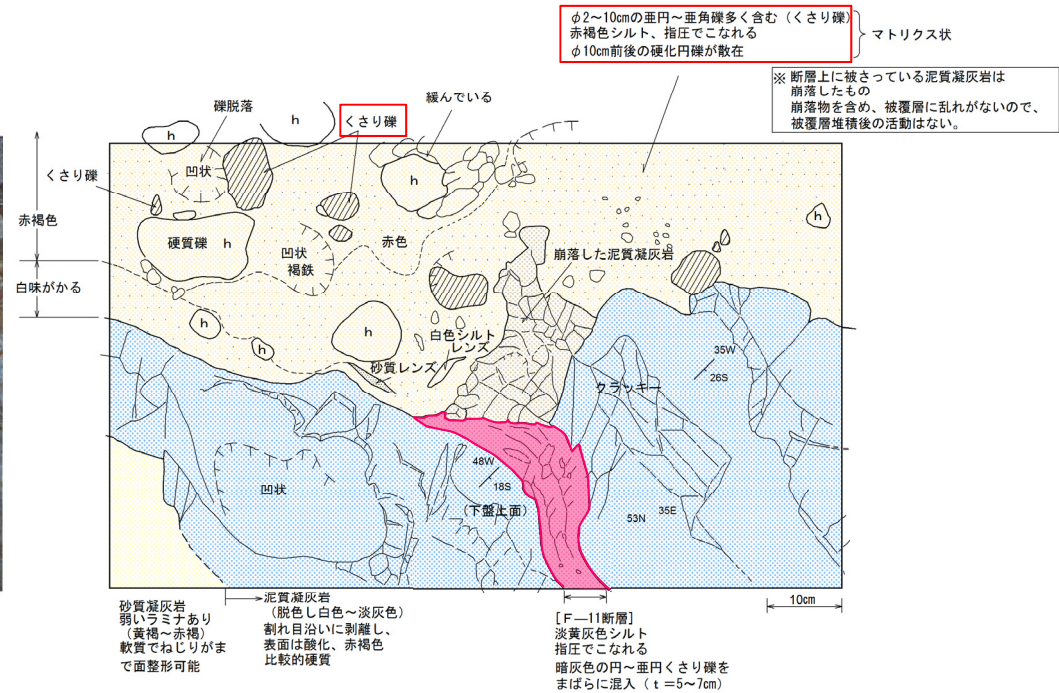 φ2～10cmの亜円～亜角礫多く含む（くさり礫）
赤褐色シルト、指圧でこなれる
φ10cm前後の硬化円礫が散在
マトリクス状
※ 断層上に被さっている泥質凝灰岩は
崩落したもの
崩落物を含め、被覆層に乱れがないので、
被覆層堆積後の活動はない。
礫脱落
h
h
くさり礫
緩んでいる
くさり礫
凹状
h
赤褐色
硬質礫 h
凹状
褐鉄
赤色
崩落した泥質凝灰岩
h
白味がかる
h
h
h
白色シルト
レンズ
砂質レンズ
35W
26S
クラッキー
48W
18S
（下盤上面）
凹状
53N
35E
10cm
砂質凝灰岩
弱いラミナあり
（黄褐～赤褐）
軟質でねじりがま
で面整形可能
泥質凝灰岩
（脱色し白色～淡灰色）
割れ目沿いに剥離し、
表面は酸化、赤褐色
比較的硬質
[Ｆ―11断層]
淡黄灰色シルト
指圧でこなれる
暗灰色の円～亜円くさり礫を
まばらに混入（ｔ＝5～7cm）